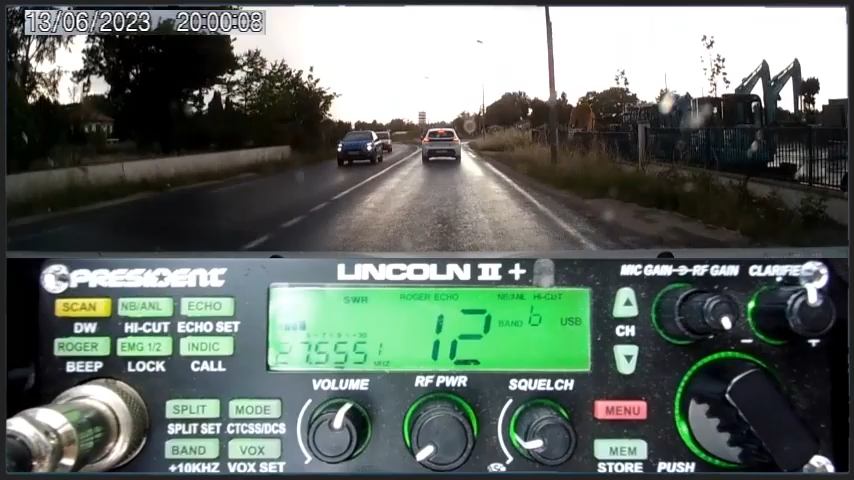 13/06/2023 20:00:08
PRESIDENT LINCOLN II + MIC GAIN RF GAIN CLARIFIER
SCAN NB/ANL ECHO
DW HI-CUT ECHO SET
ROGER EMG 1/2 INDIC
BEEP LOCK CALL
SWR ROGER ECHO NB/ANL HI-CUT
12 BAND b USB
27.555
MHz
CH
VOLUME RF PWR SQUELCH
SPLIT MODE
SPLIT SET CTCSS/DCS
BAND VOX
+10KHZ VOX SET
MENU
MEM
STORE PUSH
- +